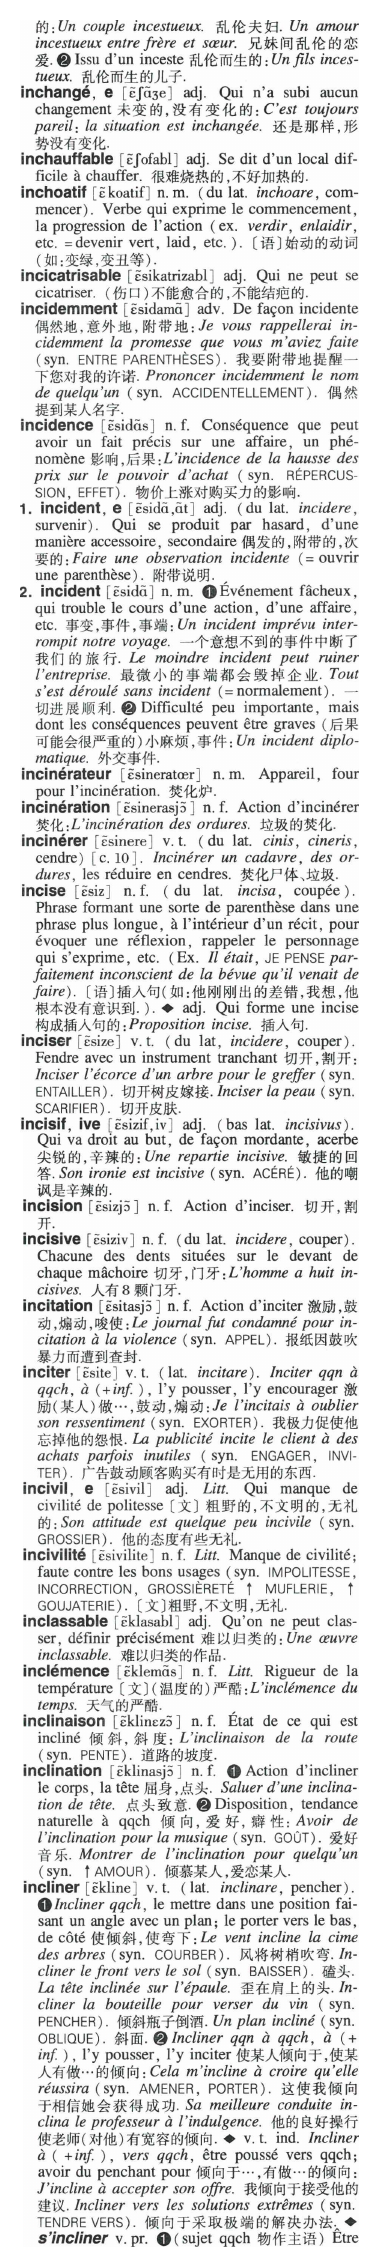 的: Un couple incestueux. 乱伦夫妇. Un amour
incestueux entre frère et sœur. 兄妹间乱伦的恋
爱. ❷ Issu d'un inceste 乱伦而生的: Un fils inces-
tueux. 乱伦而生的儿子.
inchangé, e [ɛ̃ʃɑ̃ʒe] adj. Qui n'a subi aucun
changement 未变的,没有变化的: C'est toujours
pareil: la situation est inchangée. 还是那样,形
势没有变化.
inchauffable [ɛ̃ʃofabl] adj. Se dit d'un local dif-
ficile à chauffer. 很难烧热的,不好加热的.
inchoatif [ɛ̃koatif] n. m. (du lat. inchoare, com-
mencer). Verbe qui exprime le commencement,
la progression de l'action (ex. verdir, enlaidir,
etc. =devenir vert, laid, etc.). 〔语〕始动的动词
(如:变绿,变丑等).
incicatrisable [ɛ̃sikatrizabl] adj. Qui ne peut se
cicatriser. (伤口)不能愈合的,不能结疤的.
incidemment [ɛ̃sidamɑ̃] adv. De façon incidente
偶然地,意外地,附带地: Je vous rappellerai in-
cidemment la promesse que vous m'aviez faite
(syn. ENTRE PARENTHÈSES). 我要附带地提醒一
下您对我的许诺. Prononcer incidemment le nom
de quelqu'un (syn. ACCIDENTELLEMENT). 偶然
提到某人名字.
incidence [ɛ̃sidɑ̃s] n. f. Conséquence que peut
avoir un fait précis sur une affaire, un phé-
nomène 影响,后果: L'incidence de la hausse des
prix sur le pouvoir d'achat (syn. RÉPERCUS-
SION, EFFET). 物价上涨对购买力的影响.
1. incident, e [ɛ̃sidɑ̃,ɑ̃t] adj. (du lat. incidere,
survenir). Qui se produit par hasard, d'une
manière accessoire, secondaire 偶发的,附带的,次
要的: Faire une observation incidente (= ouvrir
une parenthèse). 附带说明.
2. incident [ɛ̃sidɑ̃] n. m. ❶ Événement fâcheux,
qui trouble le cours d'une action, d'une affaire,
etc. 事变,事件,事端: Un incident imprévu inter-
rompit notre voyage. 一个意想不到的事件中断了
我们的旅行. Le moindre incident peut ruiner
l'entreprise. 最微小的事端都会毁掉企业. Tout
s'est déroulé sans incident (=normalement). 一
切进展顺利. ❷ Difficulté peu importante, mais
dont les conséquences peuvent être graves (后果
可能会很严重的)小麻烦,事件: Un incident diplo-
matique. 外交事件.
incinérateur [ɛ̃sineratœr] n. m. Appareil, four
pour l'incinération. 焚化炉.
incinération [ɛ̃sinerasjɔ̃] n. f. Action d'incinérer
焚化: L'incinération des ordures. 垃圾的焚化.
incinérer [ɛ̃sinere] v. t. (du lat. cinis, cineris,
cendre) [c. 10]. Incinérer un cadavre, des or-
dures, les réduire en cendres. 焚化尸体、垃圾.
incise [ɛ̃siz] n. f. (du lat. incisa, coupée).
Phrase formant une sorte de parenthèse dans une
phrase plus longue, à l'intérieur d'un récit, pour
évoquer une réflexion, rappeler le personnage
qui s'exprime, etc. (Ex. Il était, JE PENSE par-
faitement inconscient de la bévue qu'il venait de
faire). 〔语〕插入句(如:他刚刚出的差错,我想,他
根本没有意识到.). ◆ adj. Qui forme une incise
构成插入句的: Proposition incise. 插入句.
inciser [ɛ̃size] v. t. (du lat, incidere, couper).
Fendre avec un instrument tranchant 切开,割开:
Inciser l'écorce d'un arbre pour le greffer (syn.
ENTAILLER). 切开树皮嫁接. Inciser la peau (syn.
SCARIFIER). 切开皮肤.
incisif, ive [ɛ̃sizif,iv] adj. (bas lat. incisivus).
Qui va droit au but, de façon mordante, acerbe
尖锐的,辛辣的: Une repartie incisive. 敏捷的回
答. Son ironie est incisive (syn. ACÉRÉ). 他的嘲
讽是辛辣的.
incision [ɛ̃sizjɔ̃] n. f. Action d'inciser. 切开,割
开.
incisive [ɛ̃siziv] n. f. (du lat. incidere, couper).
Chacune des dents situées sur le devant de
chaque mâchoire 切牙,门牙: L'homme a huit in-
cisives. 人有8颗门牙.
incitation [ɛ̃sitasjɔ̃] n. f. Action d'inciter 激励,鼓
动,煽动,唆使: Le journal fut condamné pour in-
citation à la violence (syn. APPEL). 报纸因鼓吹
暴力而遭到查封.
inciter [ɛ̃site] v. t. (lat. incitare). Inciter qqn à
qqch, à (+inf.), l'y pousser, l'y encourager 激
励(某人)做…,鼓动,煽动: Je l'incitais à oublier
son ressentiment (syn. EXORTER). 我极力促使他
忘掉他的怨恨. La publicité incite le client à des
achats parfois inutiles (syn. ENGAGER, INVI-
TER). 广告鼓动顾客购买有时是无用的东西.
incivil, e [ɛ̃sivil] adj. Litt. Qui manque de
civilité de politesse 〔文〕粗野的,不文明的,无礼
的: Son attitude est quelque peu incivile (syn.
GROSSIER). 他的态度有些无礼.
incivilité [ɛ̃sivilite] n. f. Litt. Manque de civilité;
faute contre les bons usages (syn. IMPOLITESSE,
INCORRECTION, GROSSIÈRETÉ ↑ MUFLERIE, ↑
GOUJATERIE). 〔文〕粗野,不文明,无礼.
inclassable [ɛ̃klasabl] adj. Qu'on ne peut clas-
ser, définir précisément 难以归类的: Une œuvre
inclassable. 难以归类的作品.
inclémence [ɛ̃klemɑ̃s] n. f. Litt. Rigueur de la
température 〔文〕(温度的)严酷: L'inclémence du
temps. 天气的严酷.
inclinaison [ɛ̃klinɛzɔ̃] n. f. État de ce qui est
incliné 倾斜,斜度: L'inclinaison de la route
(syn. PENTE). 道路的坡度.
inclination [ɛ̃klinasjɔ̃] n. f. ❶ Action d'incliner
le corps, la tête 屈身,点头. Saluer d'une inclina-
tion de tête. 点头致意. ❷ Disposition, tendance
naturelle à qqch 倾向,爱好,癖性: Avoir de
l'inclination pour la musique (syn. GOÛT). 爱好
音乐. Montrer de l'inclination pour quelqu'un
(syn. ↑AMOUR). 倾慕某人,爱恋某人.
incliner [ɛ̃kline] v. t. (lat. inclinare, pencher).
❶ Incliner qqch, le mettre dans une position fai-
sant un angle avec un plan; le porter vers le bas,
de côté 使倾斜,使弯下: Le vent incline la cime
des arbres (syn. COURBER). 风将树梢吹弯. In-
cliner le front vers le sol (syn. BAISSER). 磕头.
La tête inclinée sur l'épaule. 歪在肩上的头. In-
cliner la bouteille pour verser du vin (syn.
PENCHER). 倾斜瓶子倒酒. Un plan incliné (syn.
OBLIQUE). 斜面. ❷ Incliner qqn à qqch, à (+
inf.), l'y pousser, l'y inciter 使某人倾向于,使某
人有做…的倾向: Cela m'incline à croire qu'elle
réussira (syn. AMENER, PORTER). 这使我倾向
于相信她会获得成功. Sa meilleure conduite in-
clina le professeur à l'indulgence. 他的良好操行
使老师(对他)有宽容的倾向. ◆ v. t. ind. Incliner
à (+inf.), vers qqch, être poussé vers qqch;
avoir du penchant pour 倾向于…,有做…的倾向:
J'incline à accepter son offre. 我倾向于接受他的
建议. Incliner vers les solutions extrêmes (syn.
TENDRE VERS). 倾向于采取极端的解决办法. ◆
s'incliner v. pr. ❶ (sujet qqch 物作主语) Être